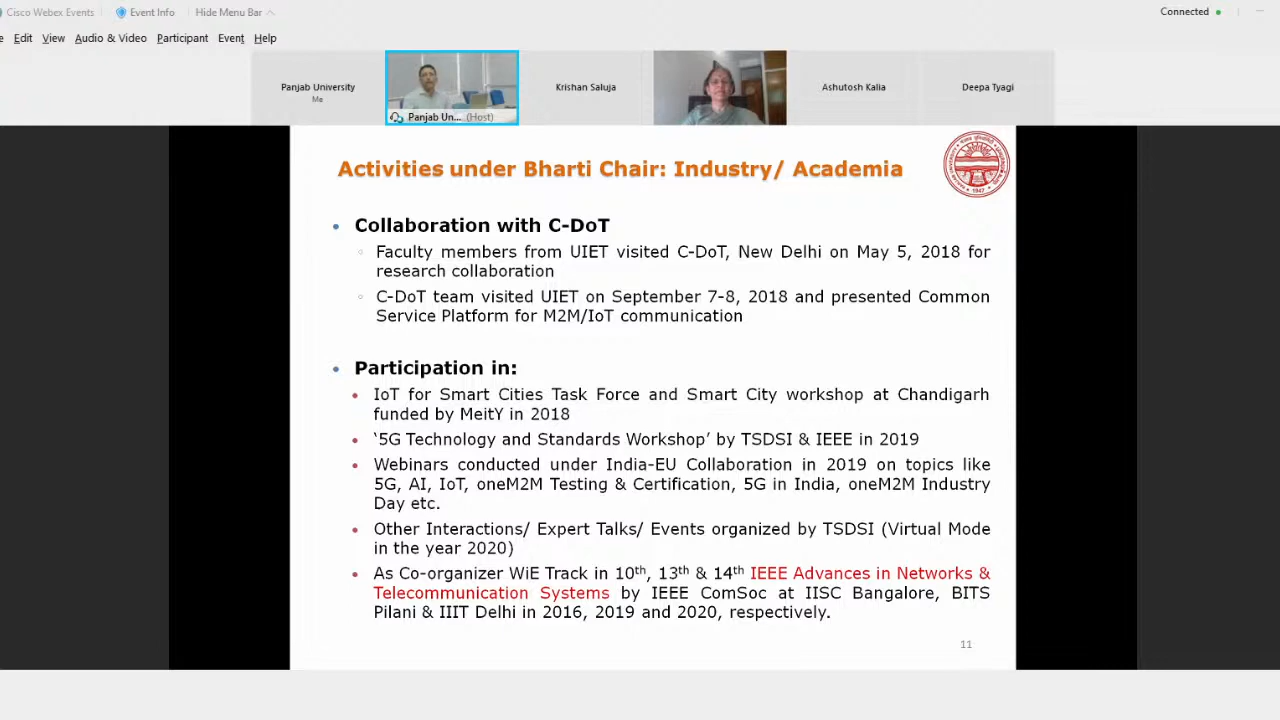 Cisco Webex Events Event Info Hide Menu Bar Connected
e Edit View Audio & Video Participant Event Help
Panjab University
Me
Panjab Un... (Host)
Krishan Saluja
Ashutosh Kalia
Deepa Tyagi
Activities under Bharti Chair: Industry/ Academia
1947
• Collaboration with C-DoT
◦ Faculty members from UIET visited C-DoT, New Delhi on May 5, 2018 for
research collaboration
◦ C-DoT team visited UIET on September 7-8, 2018 and presented Common
Service Platform for M2M/IoT communication
• Participation in:
• IoT for Smart Cities Task Force and Smart City workshop at Chandigarh
funded by MeitY in 2018
• ‘5G Technology and Standards Workshop’ by TSDSI & IEEE in 2019
• Webinars conducted under India-EU Collaboration in 2019 on topics like
5G, AI, IoT, oneM2M Testing & Certification, 5G in India, oneM2M Industry
Day etc.
• Other Interactions/ Expert Talks/ Events organized by TSDSI (Virtual Mode
in the year 2020)
• As Co-organizer WiE Track in 10th, 13th & 14th IEEE Advances in Networks &
Telecommunication Systems by IEEE ComSoc at IISC Bangalore, BITS
Pilani & IIIT Delhi in 2016, 2019 and 2020, respectively.
11